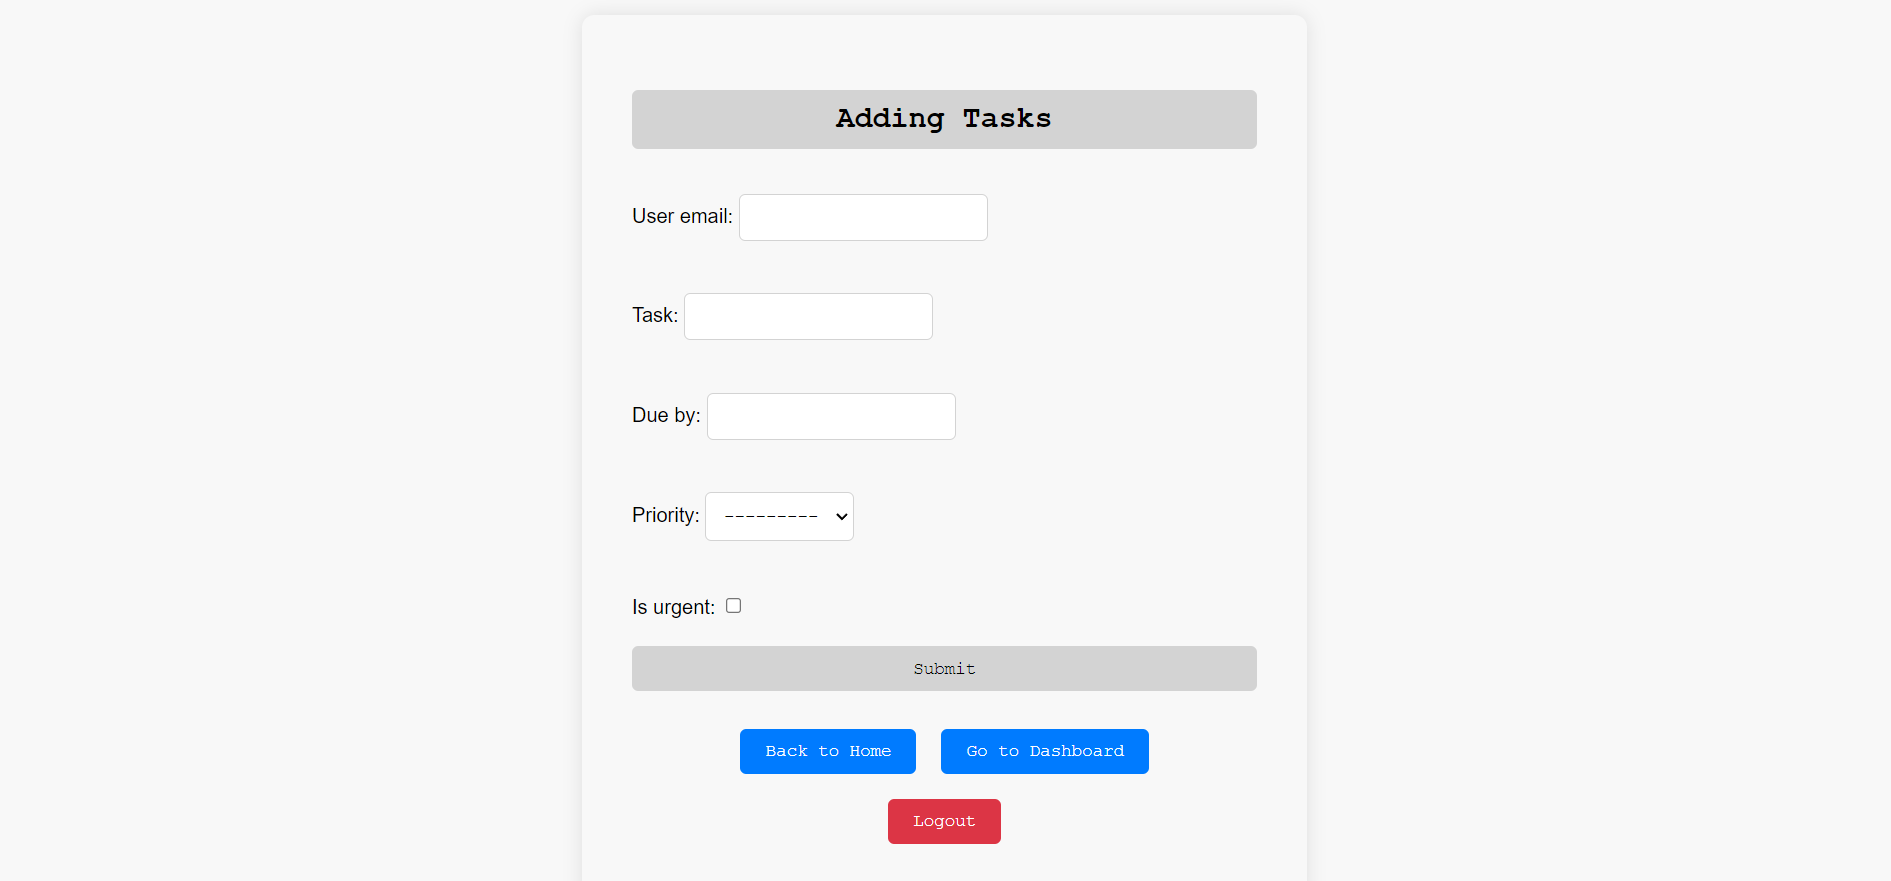 Adding Tasks
User email:
Task:
Due by:
Priority: ---------
Is urgent:
Submit
Back to Home Go to Dashboard
Logout